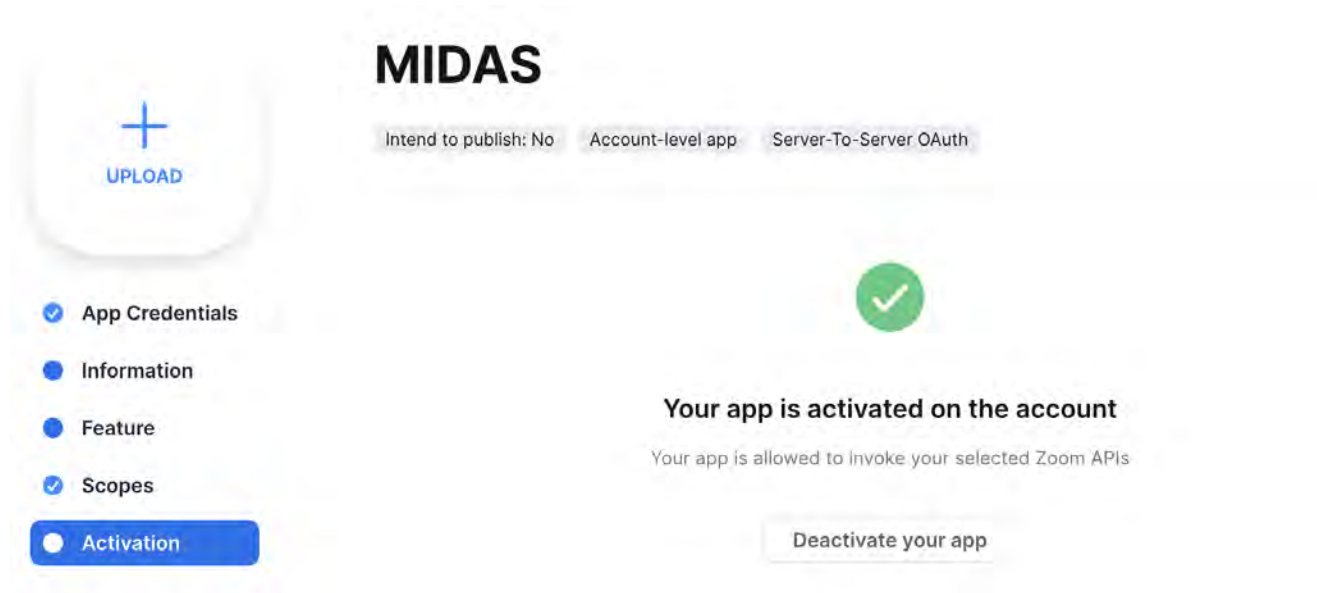 MIDAS
Intend to publish: No Account-level app Server-To-Server OAuth
UPLOAD
App Credentials
Information
Feature
Scopes
Activation
Your app is activated on the account
Your app is allowed to invoke your selected Zoom APIs
Deactivate your app